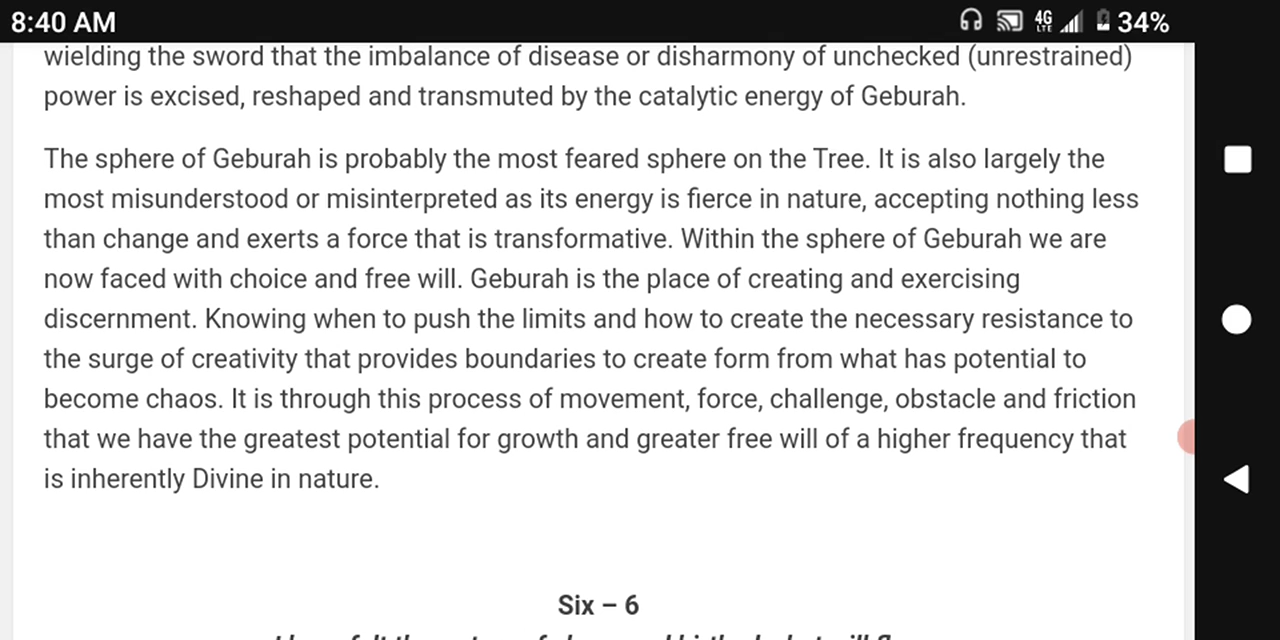 8:40 AM
4G LTE 34%
wielding the sword that the imbalance of disease or disharmony of unchecked (unrestrained)
power is excised, reshaped and transmuted by the catalytic energy of Geburah.
The sphere of Geburah is probably the most feared sphere on the Tree. It is also largely the
most misunderstood or misinterpreted as its energy is fierce in nature, accepting nothing less
than change and exerts a force that is transformative. Within the sphere of Geburah we are
now faced with choice and free will. Geburah is the place of creating and exercising
discernment. Knowing when to push the limits and how to create the necessary resistance to
the surge of creativity that provides boundaries to create form from what has potential to
become chaos. It is through this process of movement, force, challenge, obstacle and friction
that we have the greatest potential for growth and greater free will of a higher frequency that
is inherently Divine in nature.
Six – 6